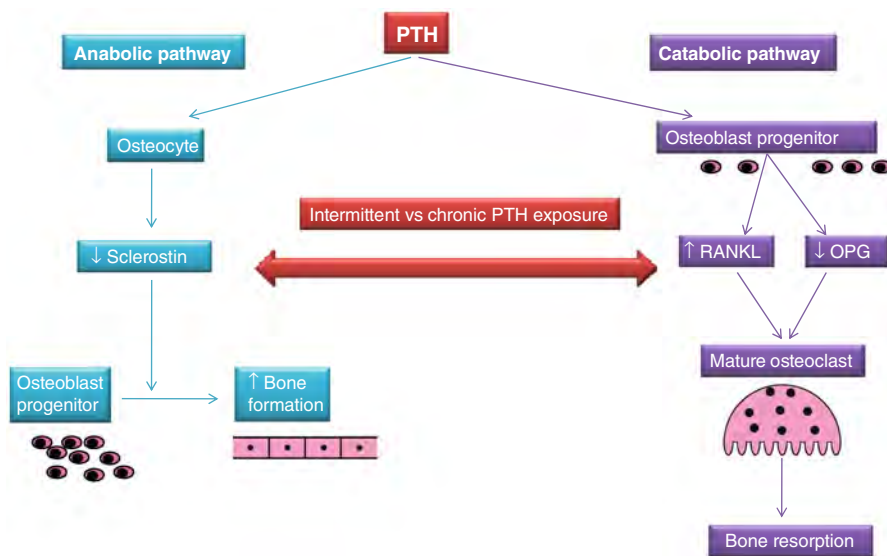 PTH
Anabolic pathway
Catabolic pathway
Osteocyte
Osteoblast progenitor
Intermittent vs chronic PTH exposure
↓ Sclerostin
↑ RANKL
↓ OPG
Mature osteoclast
Osteoblast
progenitor
↑ Bone
formation
Bone resorption